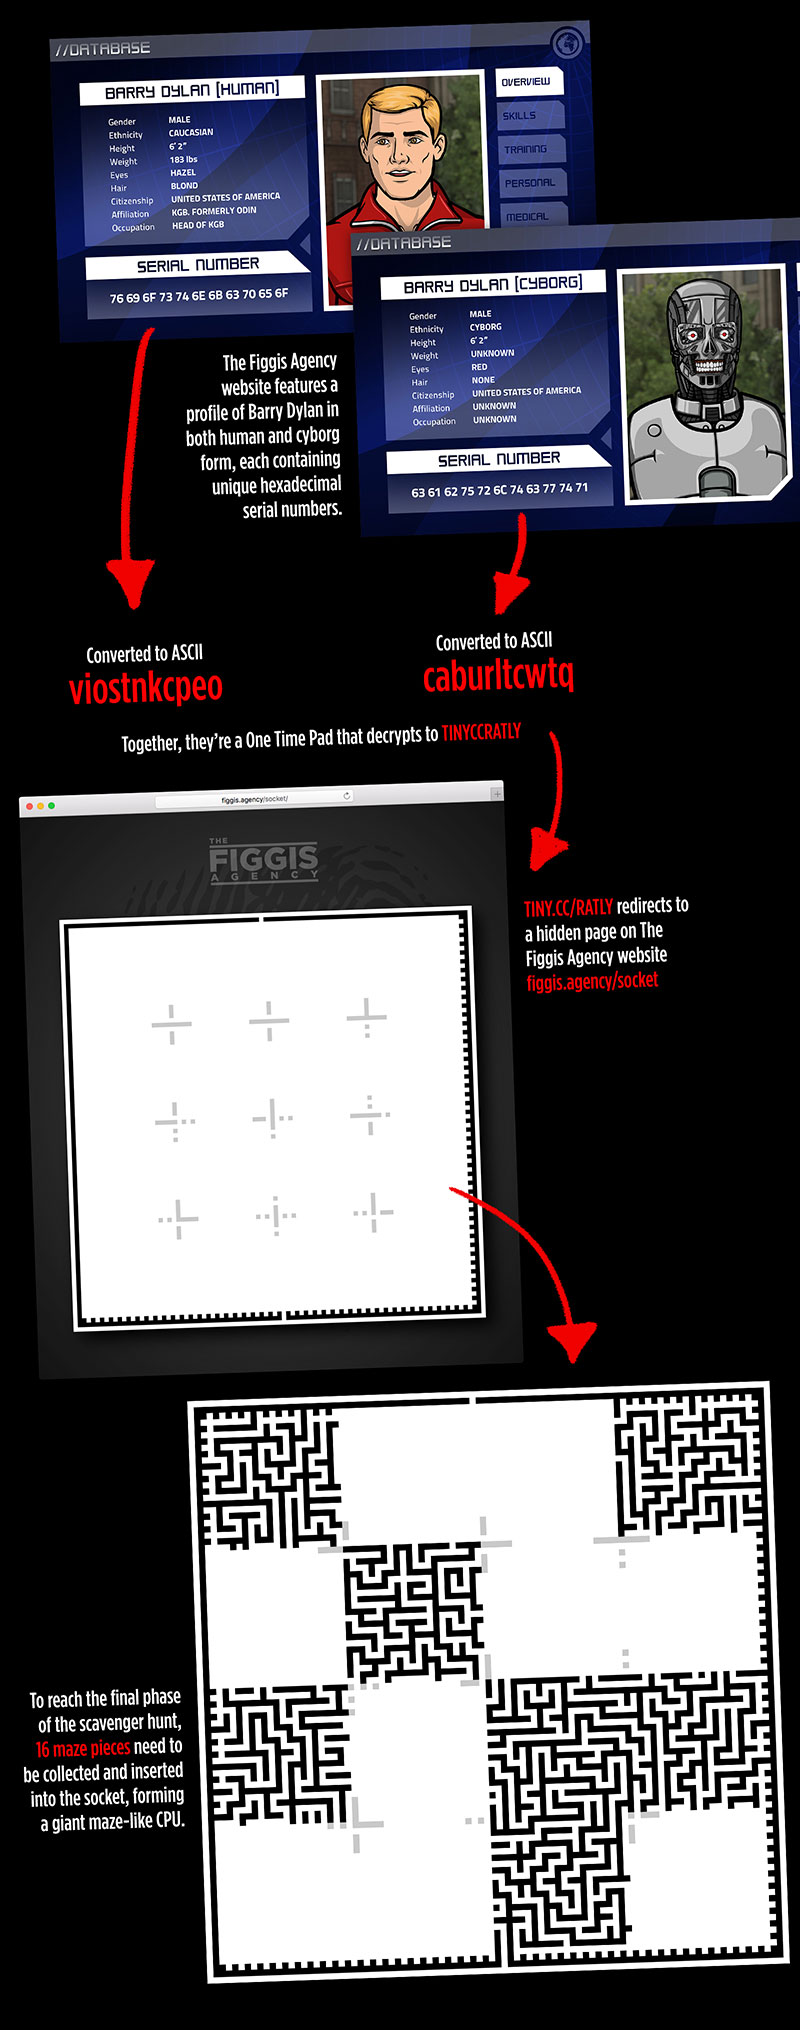 //DATABASE
BARRY DYLAN [HUMAN]
Gender MALE
Ethnicity CAUCASIAN
Height 6' 2"
Weight 183 lbs
Eyes HAZEL
Hair BLOND
Citizenship UNITED STATES OF AMERICA
Affiliation KGB. FORMERLY ODIN
Occupation HEAD OF KGB
SERIAL NUMBER
76 69 6F 73 74 6E 6B 63 70 65 6F
OVERVIEW
SKILLS
TRAINING
PERSONAL
MEDICAL
//DATABASE
BARRY DYLAN [CYBORG]
Gender MALE
Ethnicity CYBORG
Height 6' 2"
Weight UNKNOWN
Eyes RED
Hair NONE
Citizenship UNITED STATES OF AMERICA
Affiliation UNKNOWN
Occupation UNKNOWN
SERIAL NUMBER
63 61 62 75 72 6C 74 63 77 74 71
The Figgis Agency
website features a
profile of Barry Dylan in
both human and cyborg
form, each containing
unique hexadecimal
serial numbers.
Converted to ASCII
viostnkcpeo
Converted to ASCII
caburltcwtq
Together, they're a One Time Pad that decrypts to TINYCCRATLY
figgis.agency/socket/
THE
FIGGIS
AGENCY
TINY.CC/RATLY redirects to
a hidden page on The
Figgis Agency website
figgis.agency/socket
To reach the final phase
of the scavenger hunt,
16 maze pieces need to
be collected and inserted
into the socket, forming
a giant maze-like CPU.